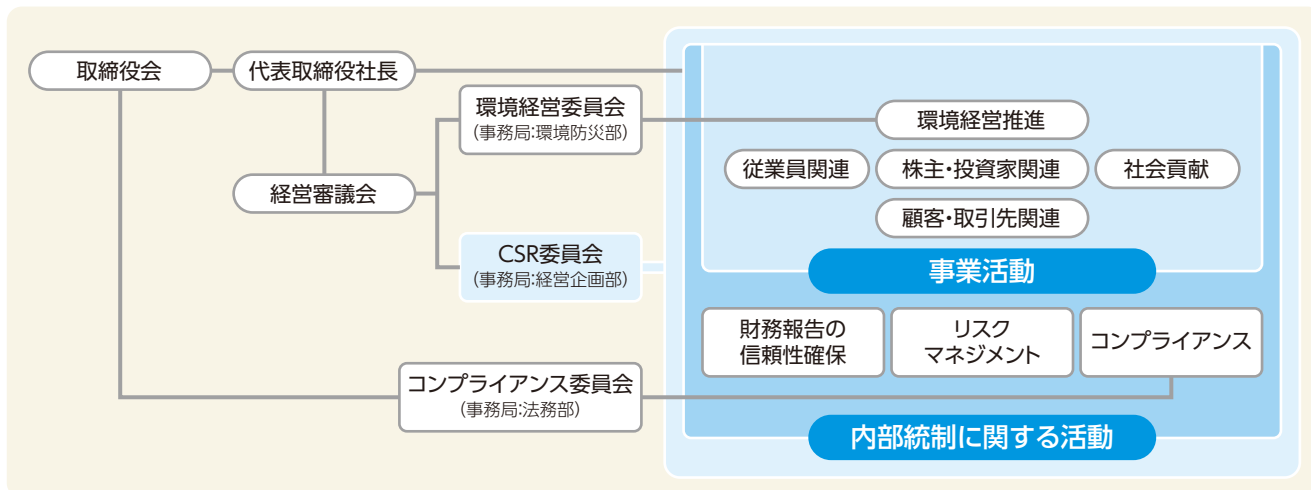 取締役会
代表取締役社長
環境経営委員会
(事務局:環境防災部)
環境経営推進
従業員関連
株主・投資家関連
社会貢献
経営審議会
顧客・取引先関連
CSR委員会
(事務局:経営企画部)
事業活動
財務報告の
信頼性確保
リスク
マネジメント
コンプライアンス
コンプライアンス委員会
(事務局:法務部)
内部統制に関する活動